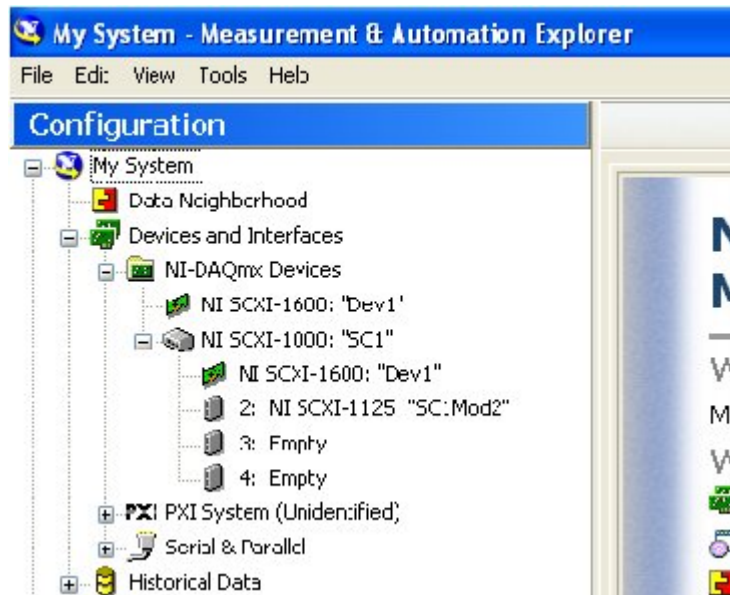 My System - Measurement & Automation Explorer
File Edit View Tools Help
Configuration
My System
Data Neighborhood
Devices and Interfaces
NI-DAQmx Devices
NI SCXI-1600: "Dev1"
NI SCXI-1000: "SC1"
NI SCXI-1600: "Dev1"
2: NI SCXI-1125 "SC1Mod2"
3: Empty
4: Empty
PXI PXI System (Unidentified)
Serial & Parallel
Historical Data